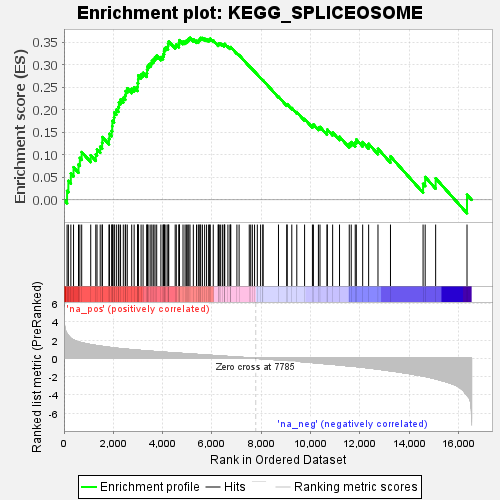 Enrichment plot: KEGG_SPLICEOSOME
Enrichment score (ES)
0.35
0.30
0.25
0.20
0.15
0.10
0.05
0.00
Ranked list metric (PreRanked)
'na_pos' (positively correlated)
6
4
2
0
-2
-4
-6
Zero cross at 7785
'na_neg' (negatively correlated)
0 2,000 4,000 6,000 8,000 10,000 12,000 14,000 16,000
Rank in Ordered Dataset
Enrichment profile Hits Ranking metric scores